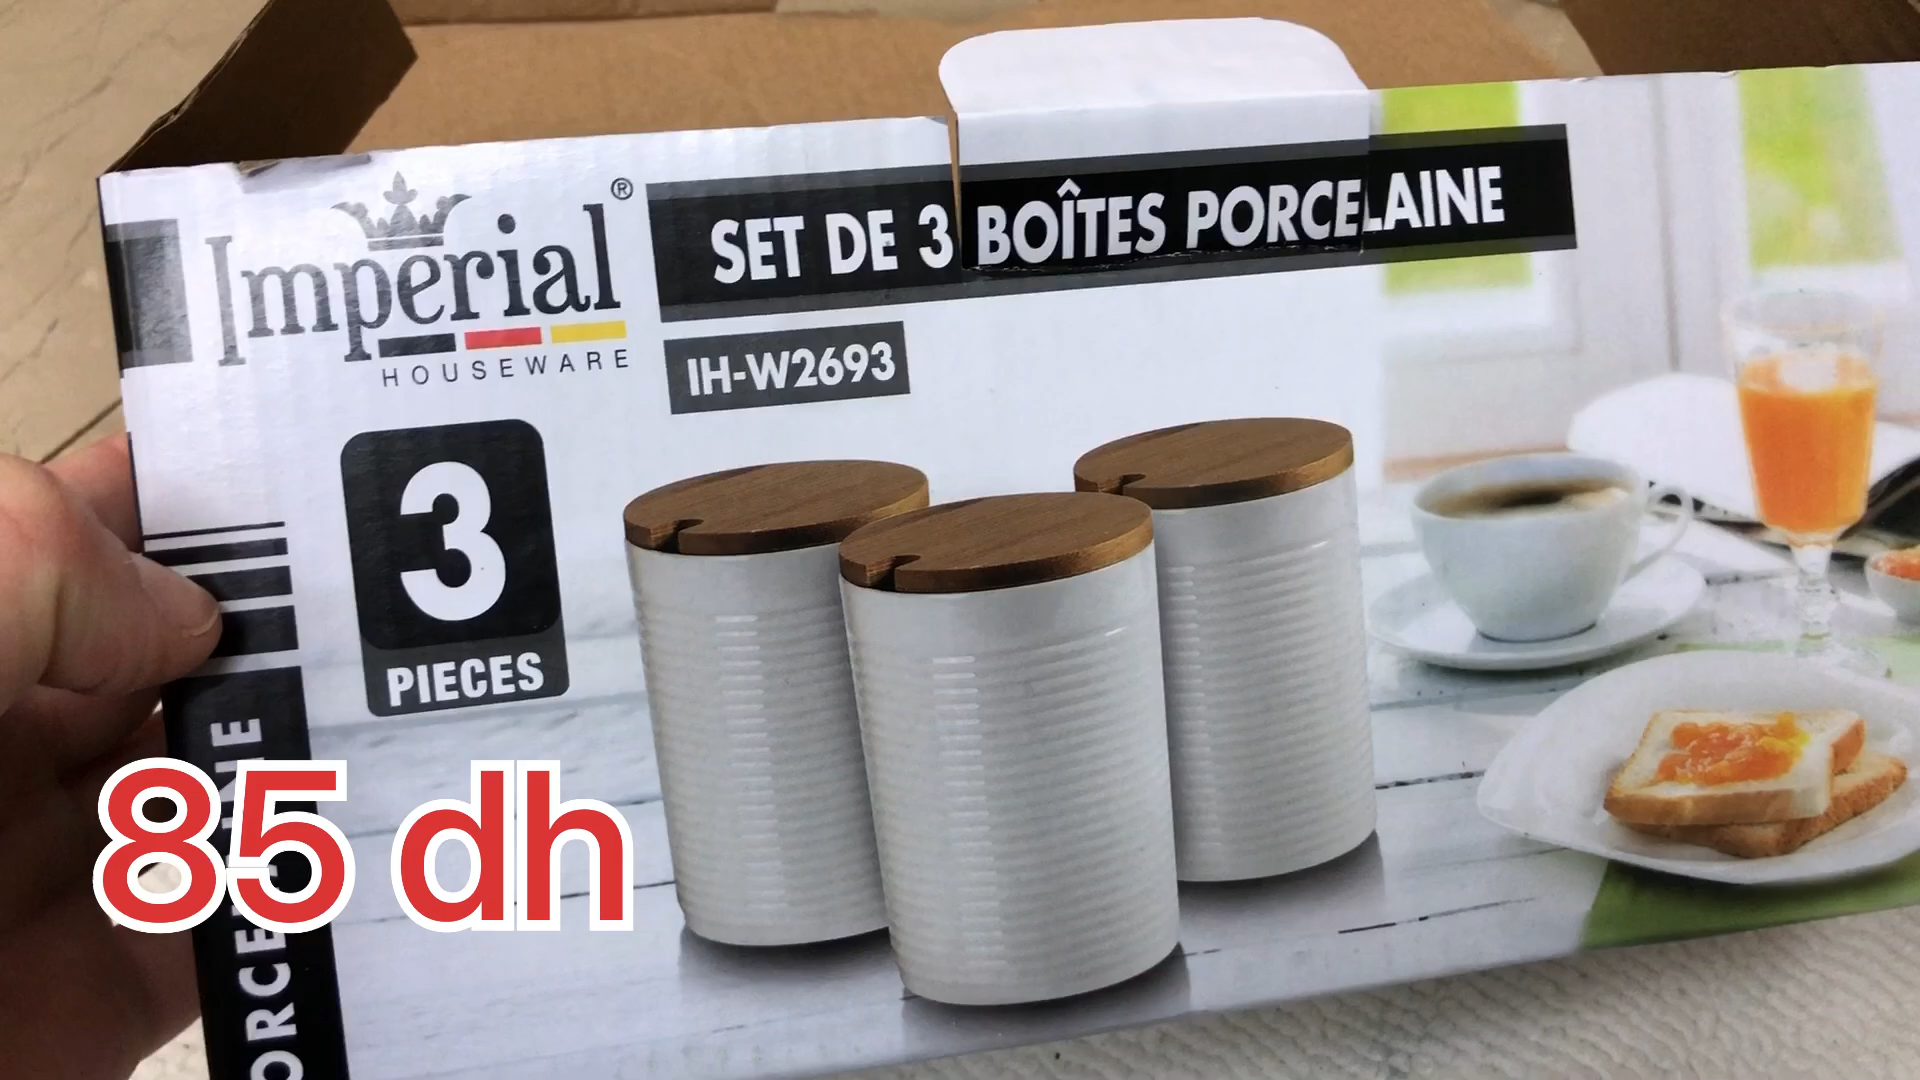 Imperial®
HOUSEWARE
SET DE 3 BOÎTES PORCELAINE
IH-W2693
3
PIECES
85 dh